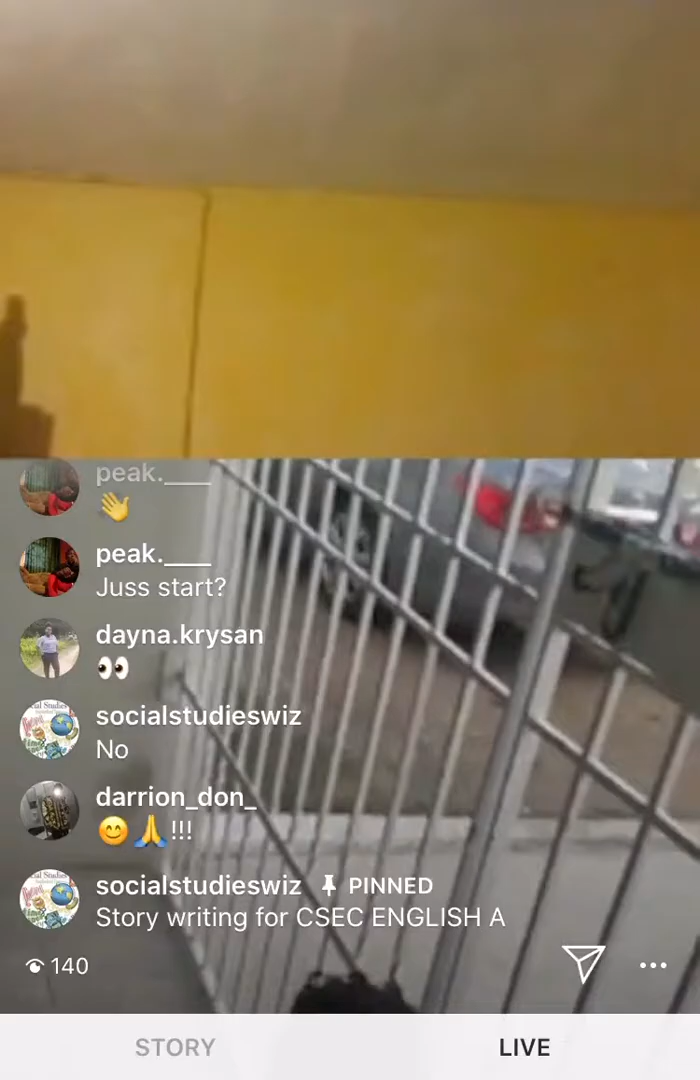 peak.____
👋
peak.____
Juss start?
dayna.krysan
👀
socialstudieswiz
No
darrion_don_
😊🙏!!!
socialstudieswiz PINNED
Story writing for CSEC ENGLISH A
140
STORY LIVE